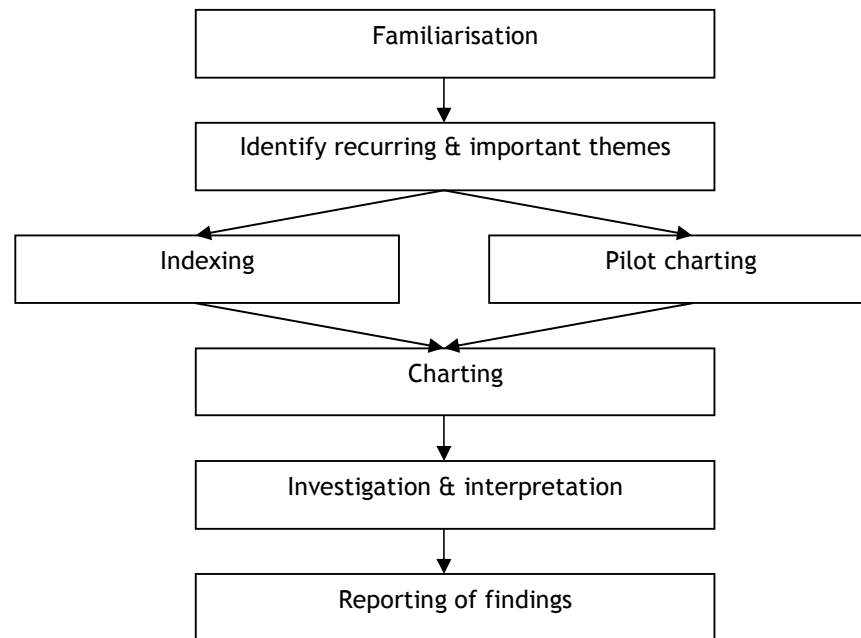 Familiarisation
Identify recurring & important themes
Indexing
Pilot charting
Charting
Investigation & interpretation
Reporting of findings